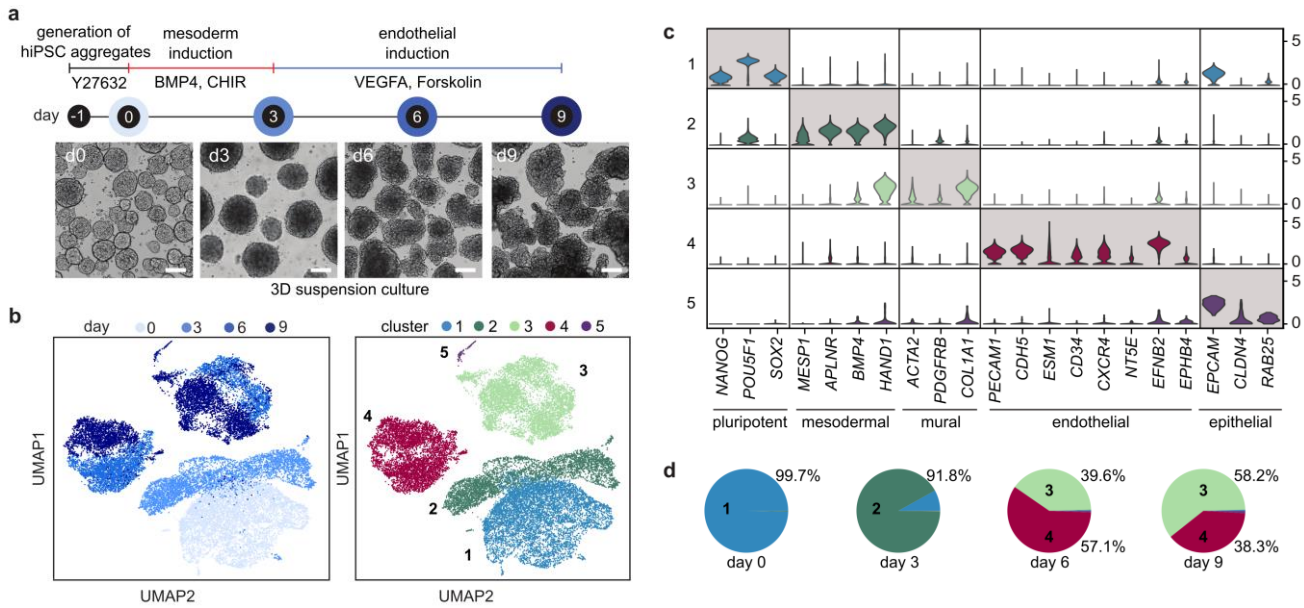 a
generation of
hiPSC aggregates
mesoderm
induction
endothelial
induction
Y27632
BMP4, CHIR
VEGFA, Forskolin
day -1 0 3 6 9
d0 d3 d6 d9
3D suspension culture
b
day 0 3 6 9
cluster 1 2 3 4 5
UMAP1
UMAP2
5
3
4
2
1
UMAP1
UMAP2
c
1 5 0
2 5 0
3 5 0
4 5 0
5 5 0
NANOG POU5F1 SOX2 MESP1 APLNR BMP4 HAND1 ACTA2 PDGFRB COL1A1 PECAM1 CDH5 ESM1 CD34 CXCR4 NT5E EFNB2 EPHB4 EPCAM CLDN4 RAB25
pluripotent mesodermal mural endothelial epithelial
d
99.7% 91.8% 39.6% 58.2%
1 2 3 3
4 4
57.1% 38.3%
day 0 day 3 day 6 day 9